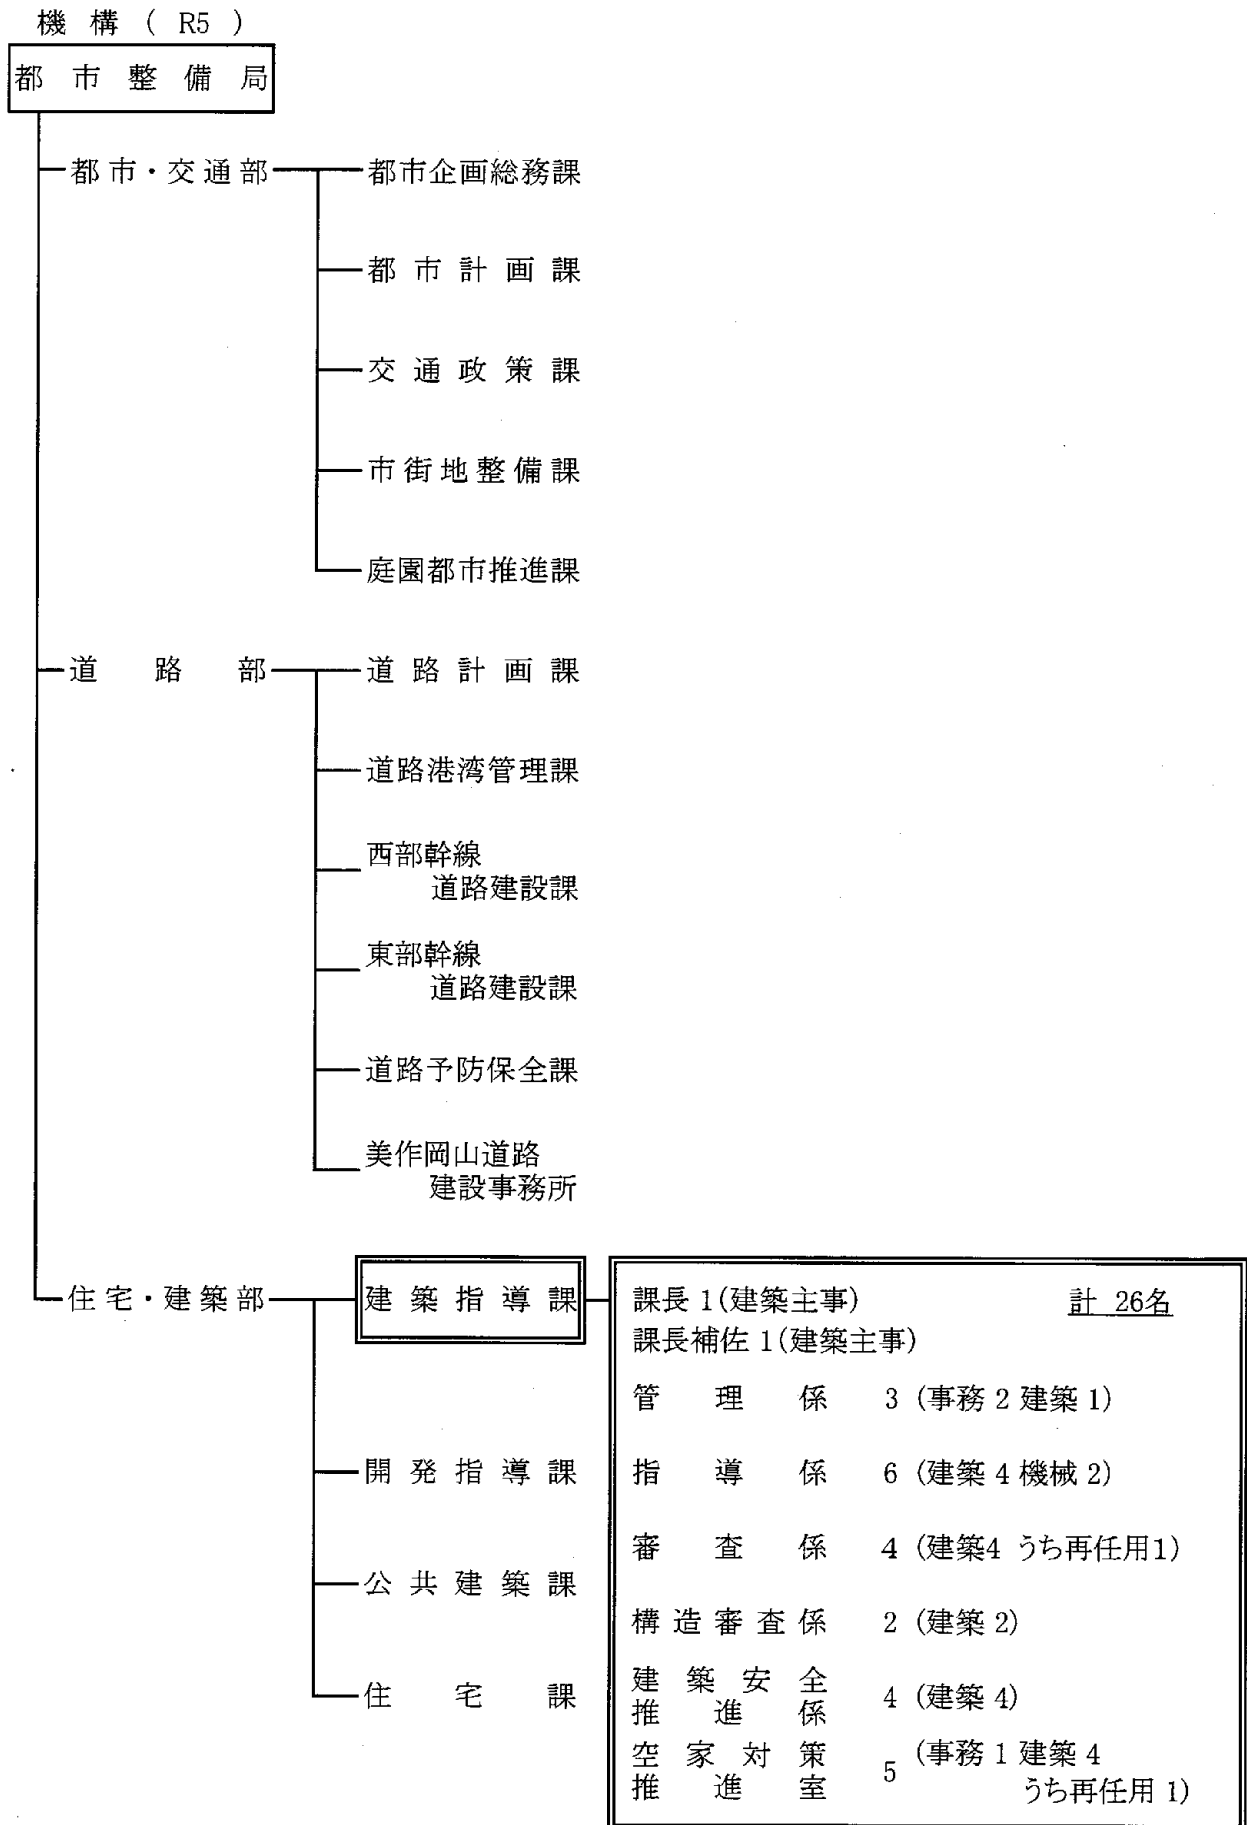 機構 ( R5 )
都市整備局
都市・交通部
都市企画総務課
都市計画課
交通政策課
市街地整備課
庭園都市推進課
道路部
道路計画課
道路港湾管理課
西部幹線
道路建設課
東部幹線
道路建設課
道路予防保全課
美作岡山道路
建設事務所
住宅・建築部
建築指導課
課長 1(建築主事) 計 26名
課長補佐 1(建築主事)
管理係 3 (事務 2 建築 1)
指導係 6 (建築 4 機械 2)
審査係 4 (建築4 うち再任用1)
構造審査係 2 (建築 2)
建築安全
推進係 4 (建築 4)
空家対策
推進室 5 (事務 1 建築 4
うち再任用 1)
開発指導課
公共建築課
住宅課